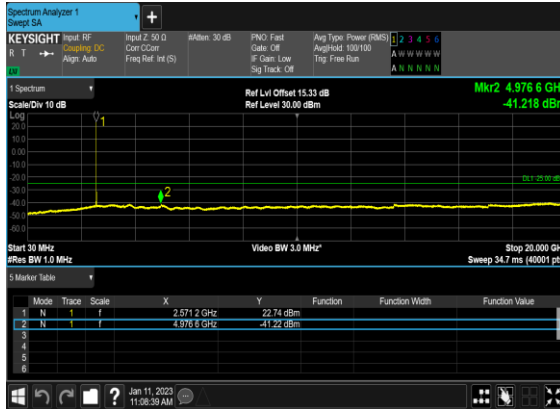 Spectrum Analyzer 1
Swept SA
KEYSIGHT
R T
LU
Input: RF
Coupling: DC
Align: Auto
Input Z: 50 Ω
Corr CCorr
Freq Ref: Int (S)
#Atten: 30 dB
PNO: Fast
Gate: Off
IF Gain: Low
Sig Track: Off
Avg Type: Power (RMS)
Avg|Hold: 100/100
Trig: Free Run
1 2 3 4 5 6
A W W W W W
A N N N N N
1 Spectrum
Scale/Div 10 dB
Ref Lvl Offset 15.33 dB
Ref Level 30.00 dBm
Mkr2 4.976 6 GH
-41.218 dBm
Log
20.0
10.0
0.00
-10.0
-20.0
-30.0
-40.0
-50.0
-60.0
1
2
DL1 -25.00 dB
Start 30 MHz
#Res BW 1.0 MHz
Video BW 3.0 MHz*
Stop 20.000 GH
Sweep 34.7 ms (40001 pt
5 Marker Table
Mode Trace Scale X Y Function Function Width Function Value
1 N 1 f 2.571 2 GHz 22.74 dBm
2 N 1 f 4.976 6 GHz -41.22 dBm
3
4
5
6
?
Jan 11, 2023
11:08:39 AM